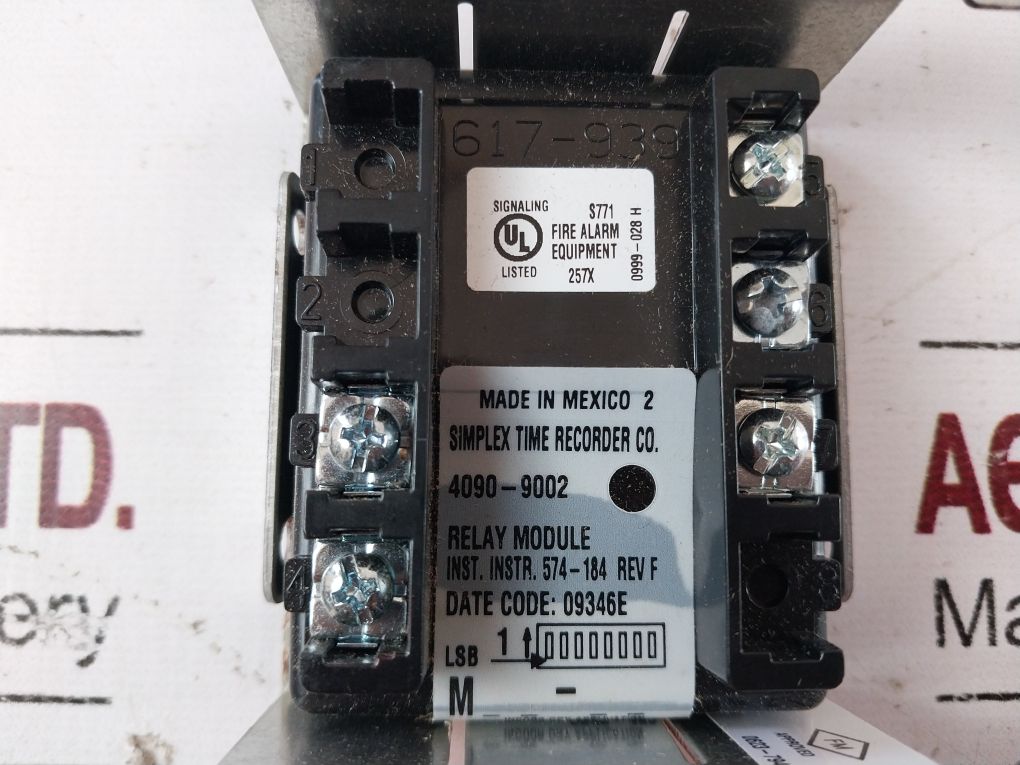 617-939
1
5
SIGNALING
UL
LISTED
S771
FIRE ALARM
EQUIPMENT
257X
0999-028 H
2
6
3
7
4
8
MADE IN MEXICO 2
SIMPLEX TIME RECORDER CO.
4090-9002
RELAY MODULE
INST. INSTR. 574-184 REV F
DATE CODE: 09346E
LSB 1
M -
TD.
ery
A
Ma
APPROVED
FM